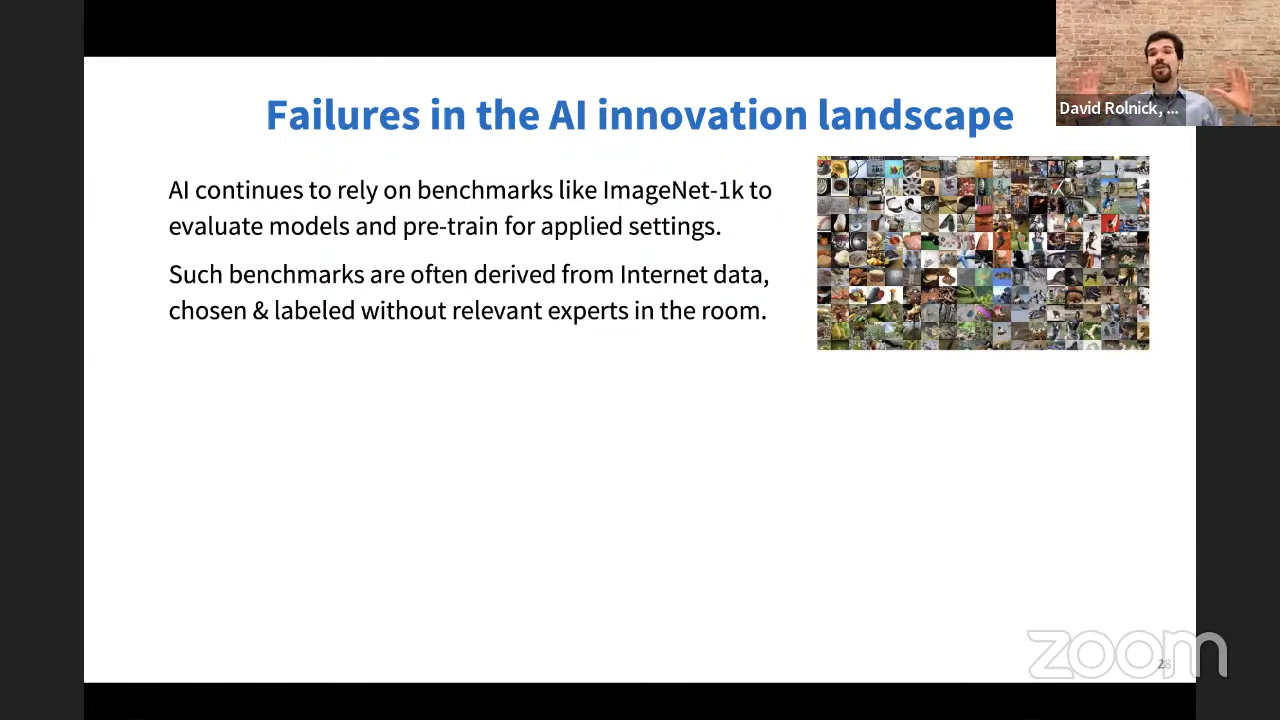 Failures in the AI innovation landscape
David Rolnick, ...
AI continues to rely on benchmarks like ImageNet-1k to
evaluate models and pre-train for applied settings.
Such benchmarks are often derived from Internet data,
chosen & labeled without relevant experts in the room.
zoom
28